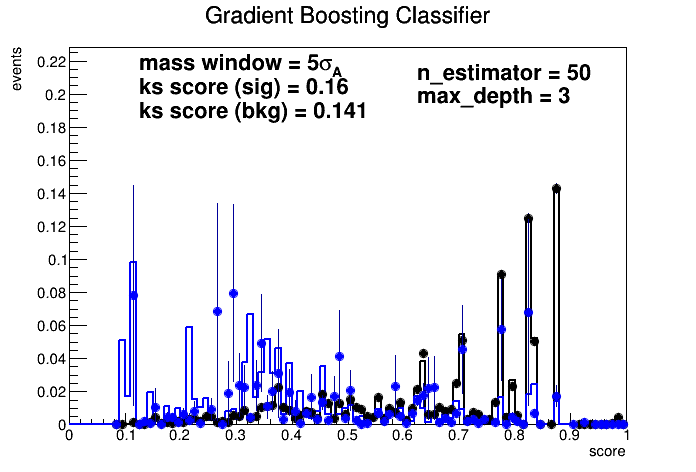 Gradient Boosting Classifier
events
mass window = 5σA
ks score (sig) = 0.16
ks score (bkg) = 0.141
n_estimator = 50
max_depth = 3
0.22
0.2
0.18
0.16
0.14
0.12
0.1
0.08
0.06
0.04
0.02
0
0 0.1 0.2 0.3 0.4 0.5 0.6 0.7 0.8 0.9 1
score